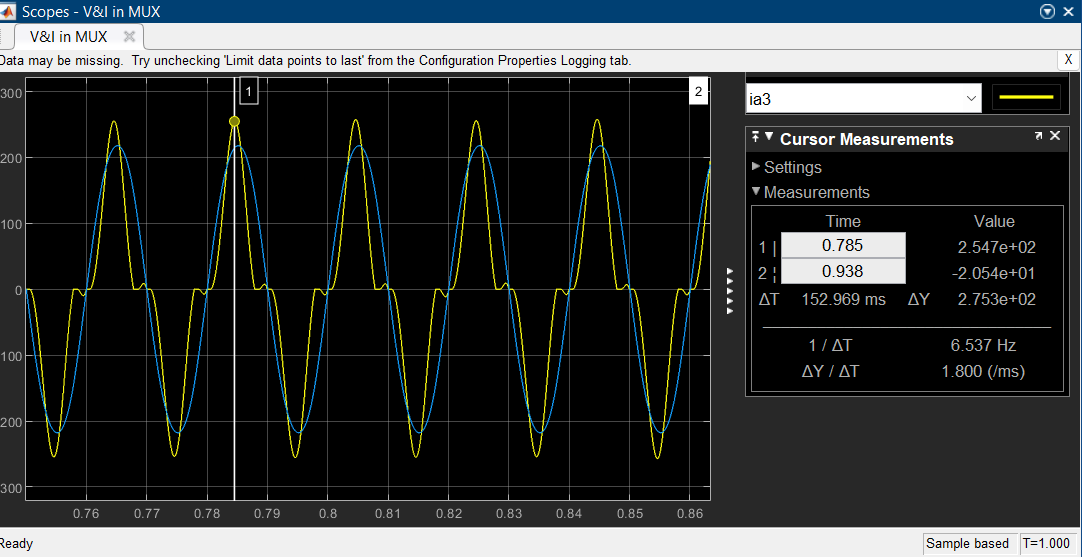 Scopes - V&I in MUX
V&I in MUX
Data may be missing. Try unchecking 'Limit data points to last' from the Configuration Properties Logging tab.
X
300
200
100
0
100
200
300
1
2
0.76 0.77 0.78 0.79 0.8 0.81 0.82 0.83 0.84 0.85 0.86
ia3
Cursor Measurements
Settings
Measurements
Time Value
1 | 0.785 2.547e+02
2 ¦ 0.938 -2.054e+01
ΔT 152.969 ms ΔY 2.753e+02
1 / ΔT 6.537 Hz
ΔY / ΔT 1.800 (/ms)
Ready
Sample based T=1.000